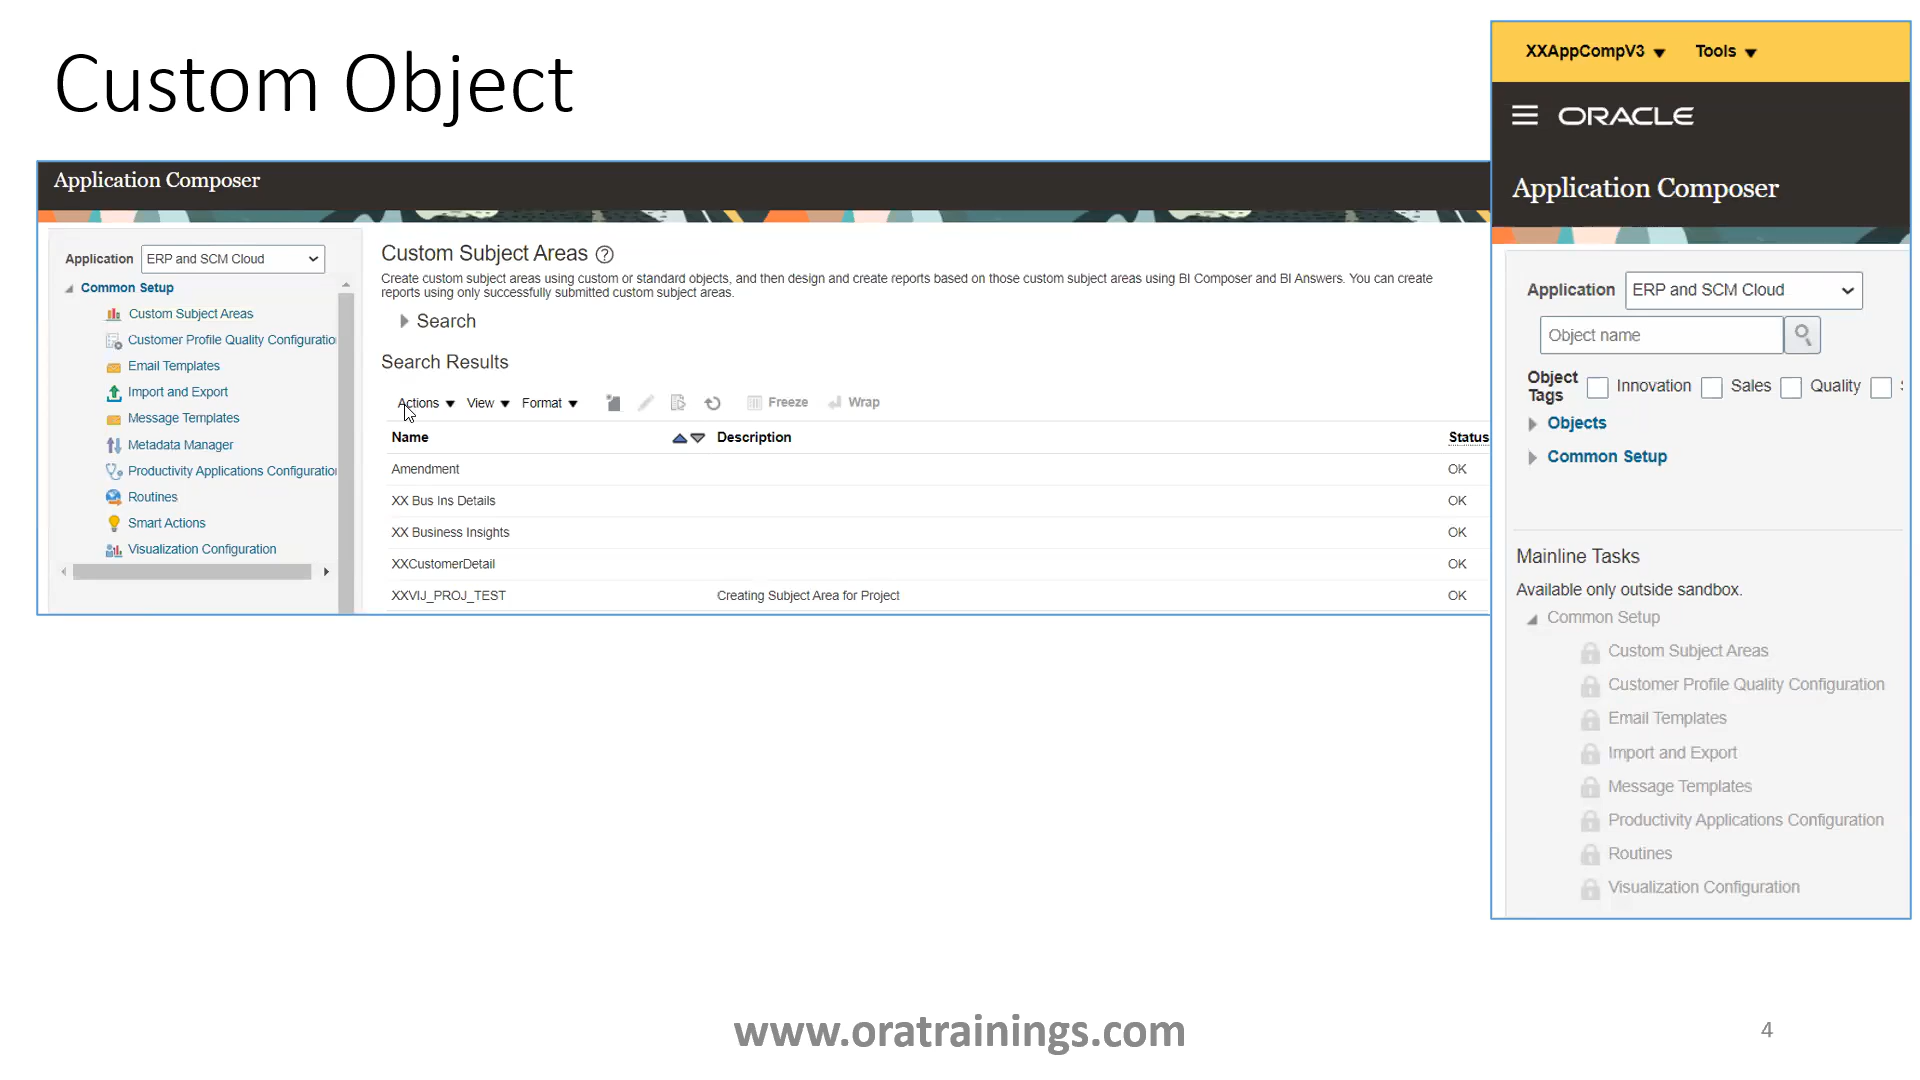 Custom Object
Application Composer
Application ERP and SCM Cloud
Common Setup
Custom Subject Areas
Customer Profile Quality Configuratio
Email Templates
Import and Export
Message Templates
Metadata Manager
Productivity Applications Configuratio
Routines
Smart Actions
Visualization Configuration
Custom Subject Areas
Create custom subject areas using custom or standard objects, and then design and create reports based on those custom subject areas using BI Composer and BI Answers. You can create
reports using only successfully submitted custom subject areas.
Search
Search Results
Actions View Format Freeze Wrap
Name Description Status
Amendment OK
XX Bus Ins Details OK
XX Business Insights OK
XXCustomerDetail OK
XXVIJ_PROJ_TEST Creating Subject Area for Project OK
XXAppCompV3 Tools
ORACLE
Application Composer
Application ERP and SCM Cloud
Object name
Object
Tags Innovation Sales Quality
Objects
Common Setup
Mainline Tasks
Available only outside sandbox.
Common Setup
Custom Subject Areas
Customer Profile Quality Configuration
Email Templates
Import and Export
Message Templates
Productivity Applications Configuration
Routines
Visualization Configuration
www.oratrainings.com
4